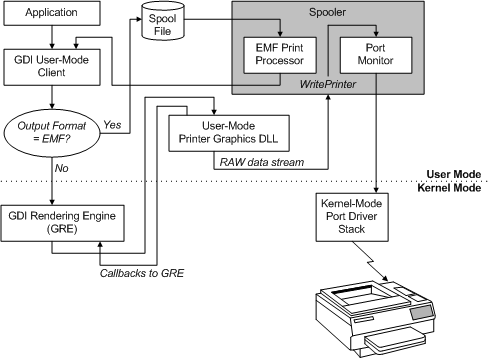 Application
Spool
File
Spooler
EMF Print
Processor
Port
Monitor
WritePrinter
GDI User-Mode
Client
Output Format
= EMF?
Yes
No
User-Mode
Printer Graphics DLL
RAW data stream
User Mode
Kernel Mode
GDI Rendering Engine
(GRE)
Callbacks to GRE
Kernel-Mode
Port Driver
Stack